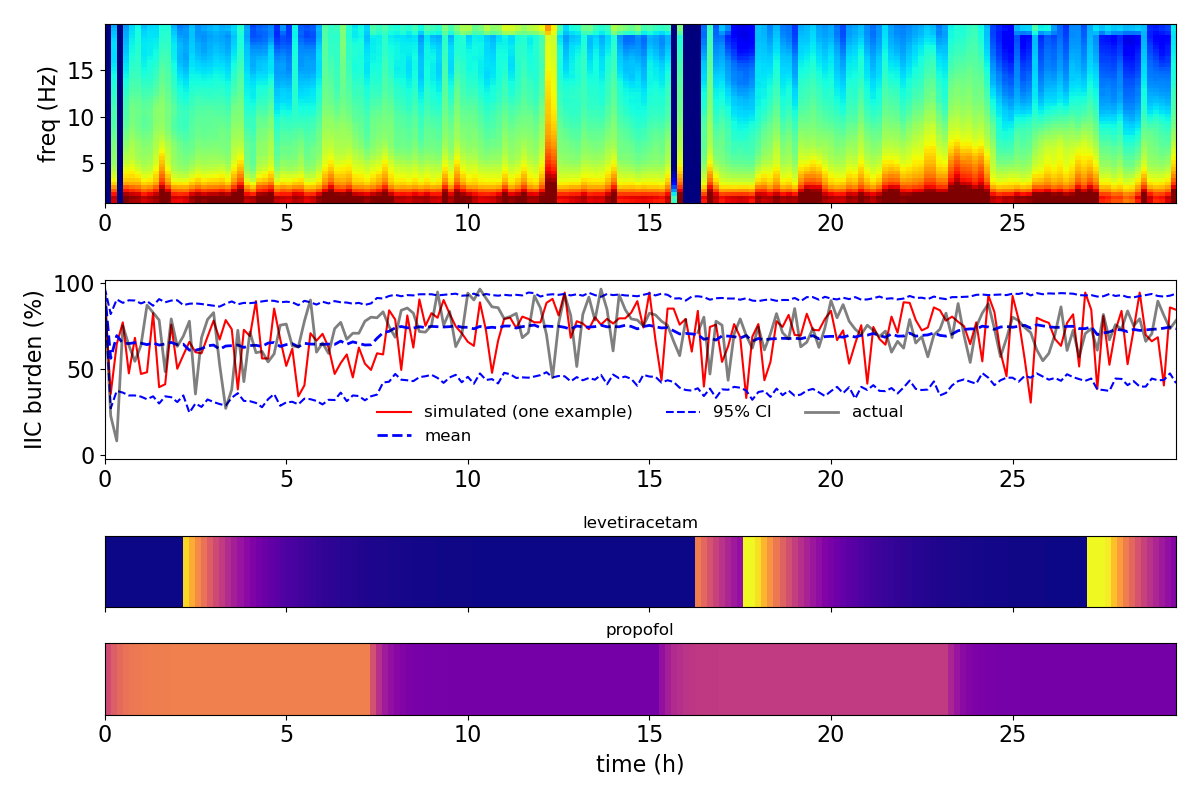 freq (Hz)
15
10
5
0 5 10 15 20 25
IIC burden (%)
100
50
0
simulated (one example) 95% CI actual
mean
0 5 10 15 20 25
levetiracetam
propofol
0 5 10 15 20 25
time (h)